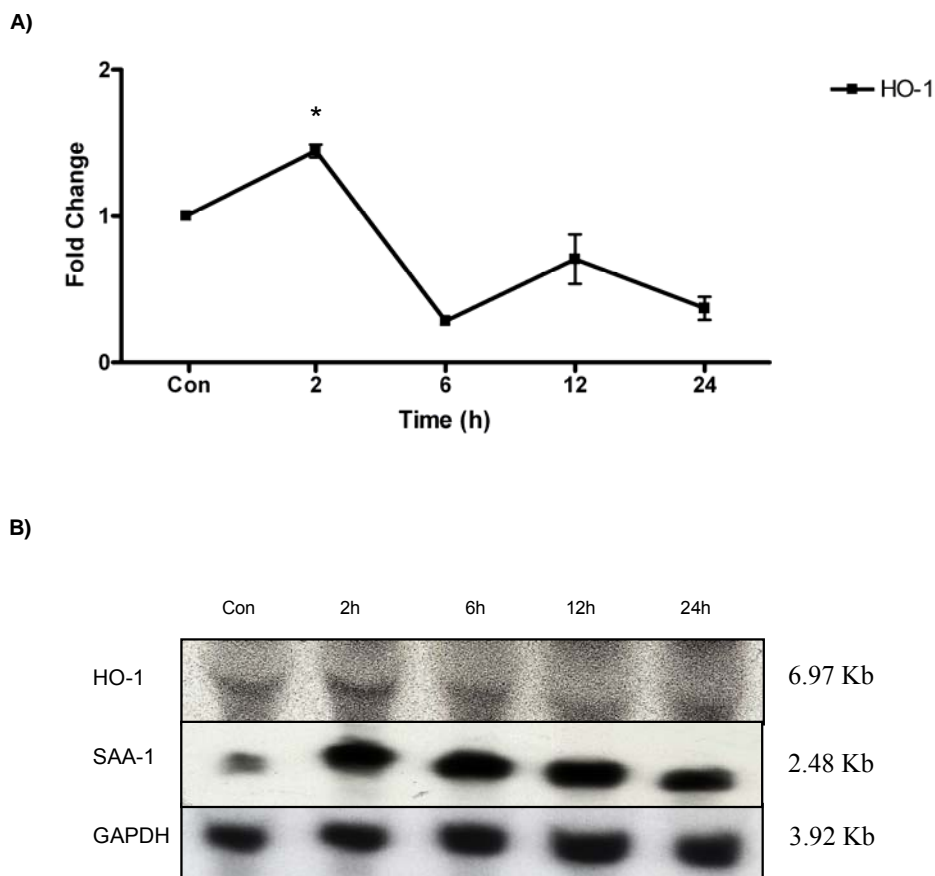 A)
2
*
HO-1
1
Fold Change
0
Con 2 6 12 24
Time (h)
B)
Con 2h 6h 12h 24h
HO-1 6.97 Kb
SAA-1 2.48 Kb
GAPDH 3.92 Kb